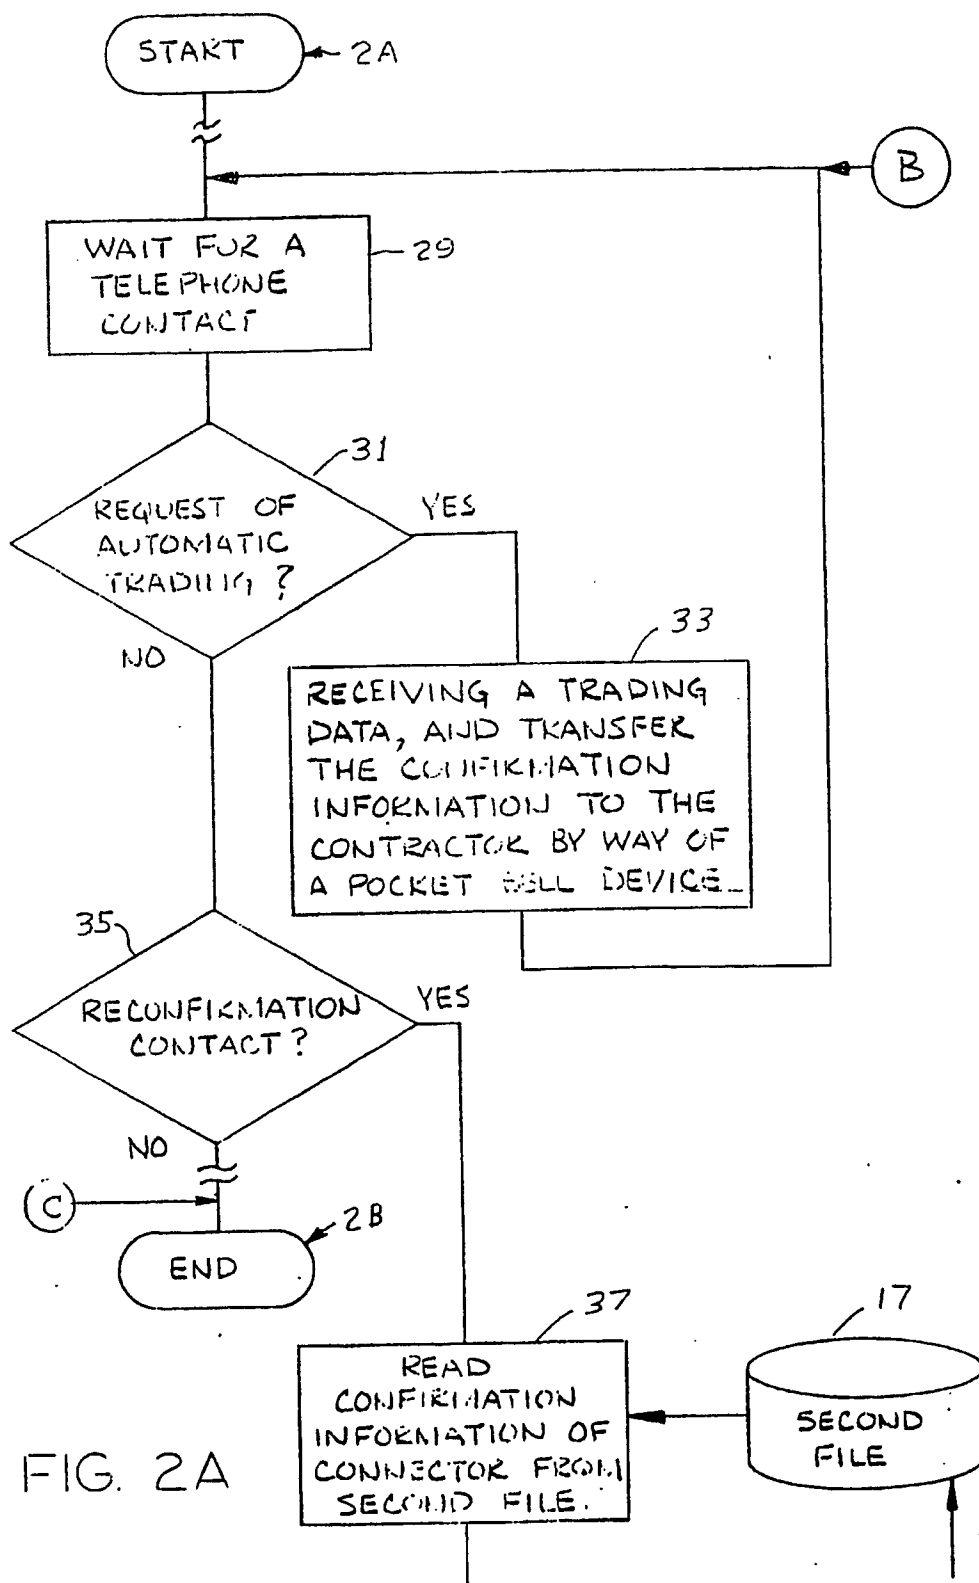 START
2A
B
WAIT FOR A
TELEPHONE
CONTACT
29
31
REQUEST OF
AUTOMATIC
TRADING?
YES
NO
33
RECEIVING A TRADING
DATA, AND TRANSFER
THE CONFIRMATION
INFORMATION TO THE
CONTRACTOR BY WAY OF
A POCKET BELL DEVICE
35
RECONFIRMATION
CONTACT?
YES
NO
C
2B
END
37
READ
CONFIRMATION
INFORMATION OF
CONNECTOR FROM
SECOND FILE.
17
SECOND
FILE
FIG. 2A